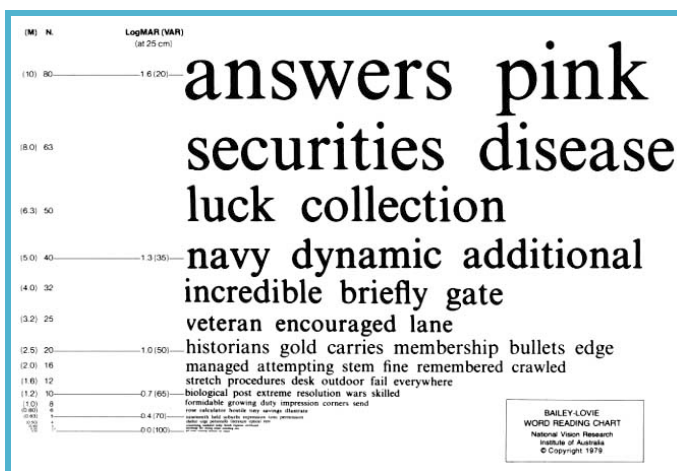 (M) N. LogMAR (VAR)
(at 25 cm)
(10) 80 1.6 (20) answers pink
(8.0) 63 securities disease
(6.3) 50 luck collection
(5.0) 40 1.3 (35) navy dynamic additional
(4.0) 32 incredible briefly gate
(3.2) 25 veteran encouraged lane
(2.5) 20 1.0 (50) historians gold carries membership bullets edge
(2.0) 16 managed attempting stem fine remembered crawled
(1.6) 12 stretch procedures desk outdoor fail everywhere
(1.2) 10 0.7 (65) biological post extreme resolution wars skilled
(1.0) 8 formidable growing duty impression corners send
(0.80) 6 rose calculator hostile vary savings illustrate
0.4 (70)
0.0 (100)
BAILEY-LOVIE
WORD READING CHART
National Vision Research
Institute of Australia
© Copyright 1979